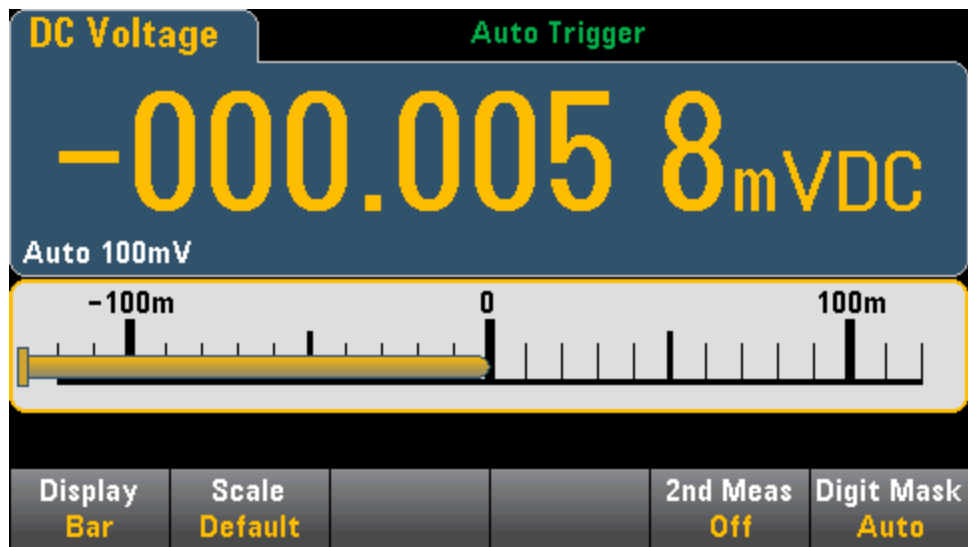 DC Voltage Auto Trigger
-000.005 8mVDC
Auto 100mV
-100m 0 100m
Display Scale 2nd Meas Digit Mask
Bar Default Off Auto